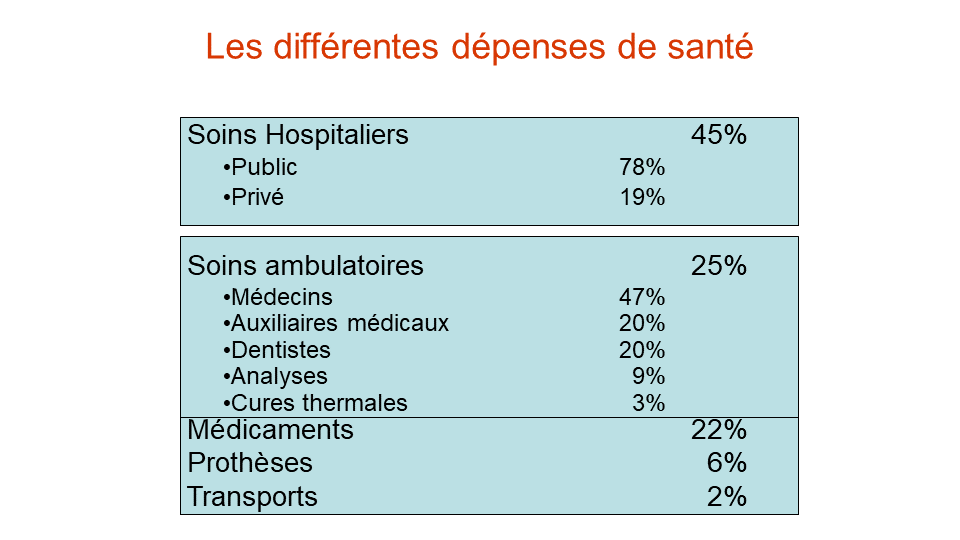 Les différentes dépenses de santé
Soins Hospitaliers 45%
•Public 78%
•Privé 19%
Soins ambulatoires 25%
•Médecins 47%
•Auxiliaires médicaux 20%
•Dentistes 20%
•Analyses 9%
•Cures thermales 3%
Médicaments 22%
Prothèses 6%
Transports 2%